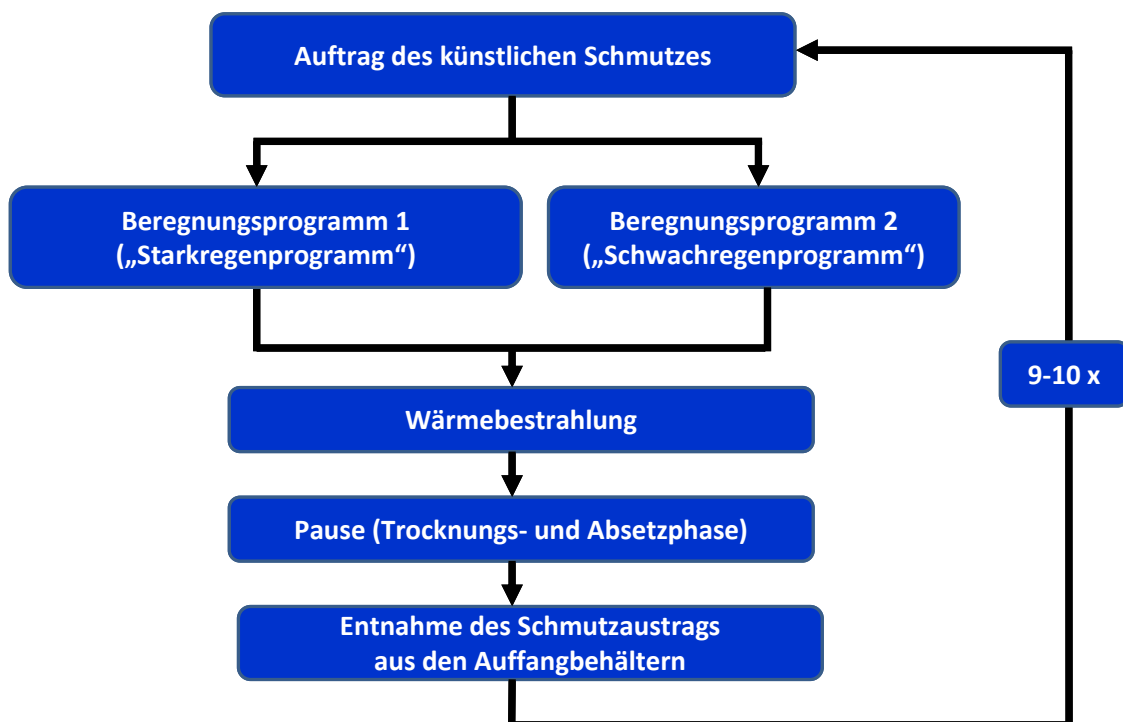 Auftrag des künstlichen Schmutzes
Beregnungsprogramm 1
(„Starkregenprogramm“)
Beregnungsprogramm 2
(„Schwachregenprogramm“)
9-10 x
Wärmebestrahlung
Pause (Trocknungs- und Absetzphase)
Entnahme des Schmutzaustrags
aus den Auffangbehältern